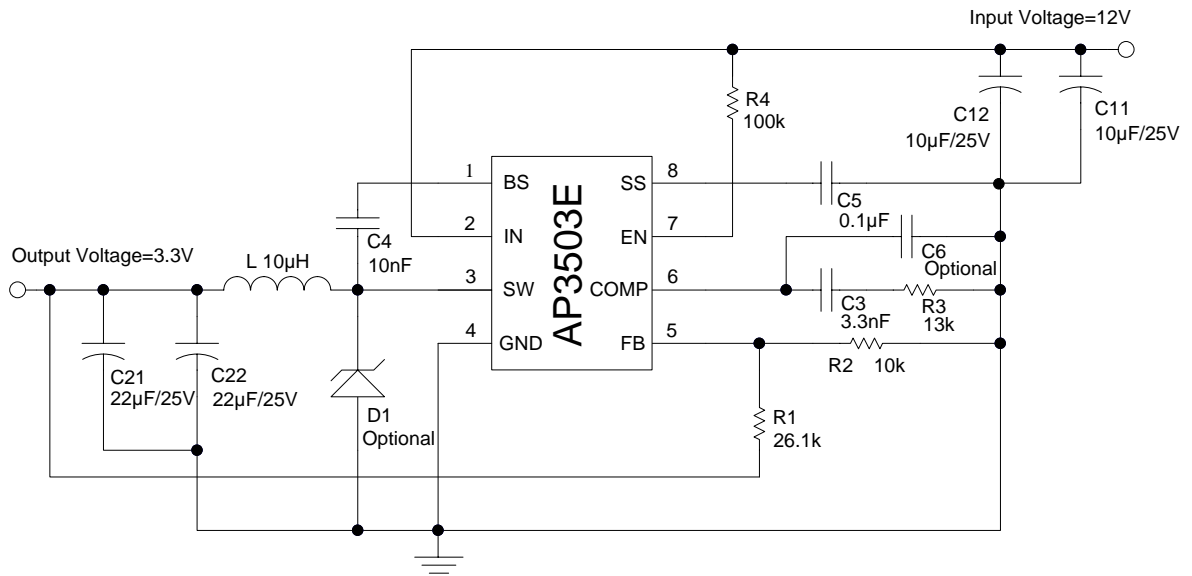 Input Voltage=12V
R4
100k
C12
10µF/25V
C11
10µF/25V
1
BS
SS
8
C5
0.1µF
C4
10nF
2
IN
AP3503E
EN
7
C6
Optional
Output Voltage=3.3V
L 10µH
3
SW
COMP
6
C3
3.3nF
R3
13k
4
GND
FB
5
R2 10k
C21
22µF/25V
C22
22µF/25V
D1
Optional
R1
26.1k